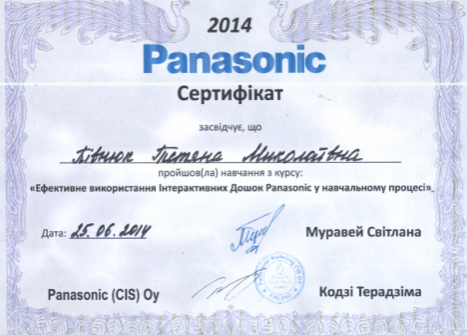 2014
Panasonic
Сертифікат
засвідчує, що
Півнюк Тетяна Миколаївна
пройшов(ла) навчання з курсу:
«Ефективне використання Інтерактивних Дошок Panasonic у навчальному процесі».
Дата: 25.06.2014
Муравей Світлана
Panasonic (CIS) Oy
Кодзі Терадзіма